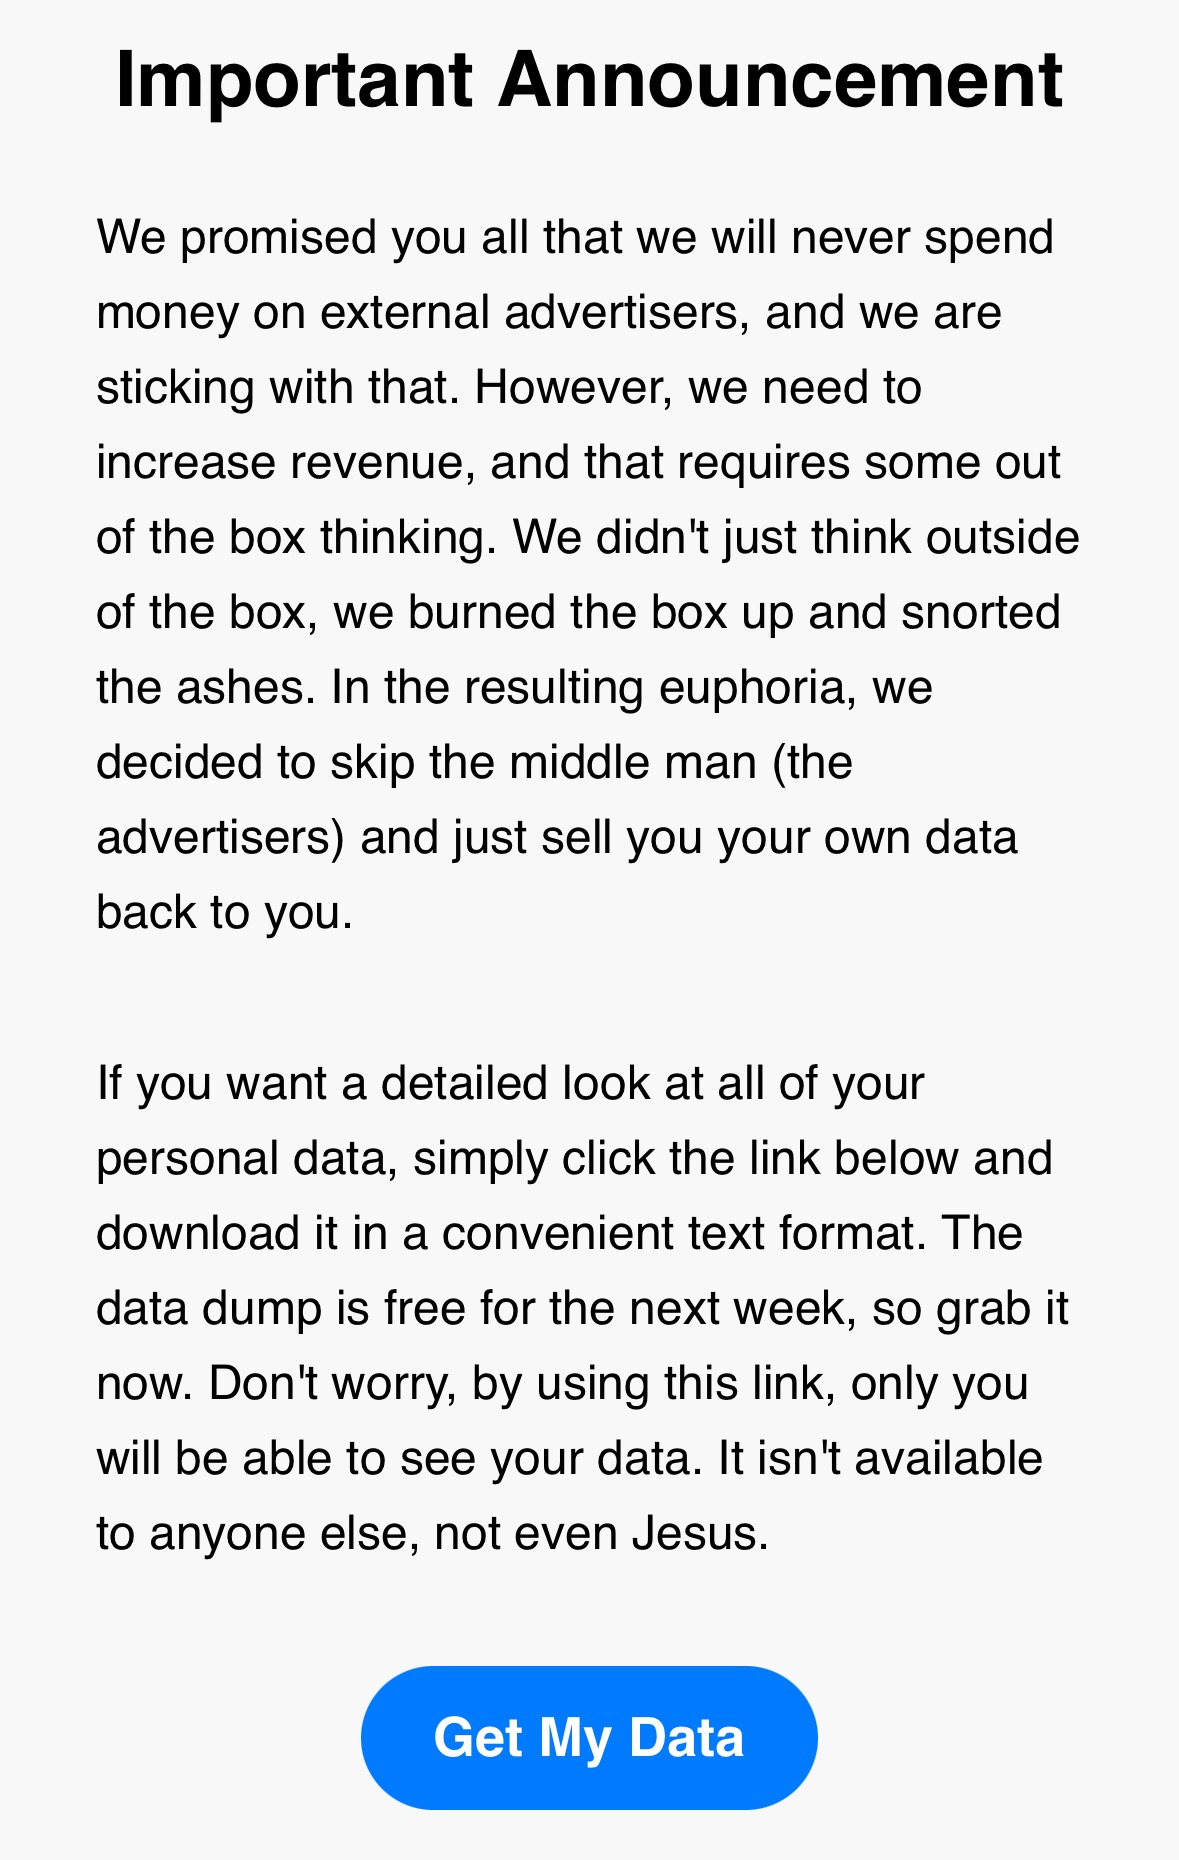 Important Announcement
We promised you all that we will never spend
money on external advertisers, and we are
sticking with that. However, we need to
increase revenue, and that requires some out
of the box thinking. We didn't just think outside
of the box, we burned the box up and snorted
the ashes. In the resulting euphoria, we
decided to skip the middle man (the
advertisers) and just sell you your own data
back to you.
If you want a detailed look at all of your
personal data, simply click the link below and
download it in a convenient text format. The
data dump is free for the next week, so grab it
now. Don't worry, by using this link, only you
will be able to see your data. It isn't available
to anyone else, not even Jesus.
Get My Data